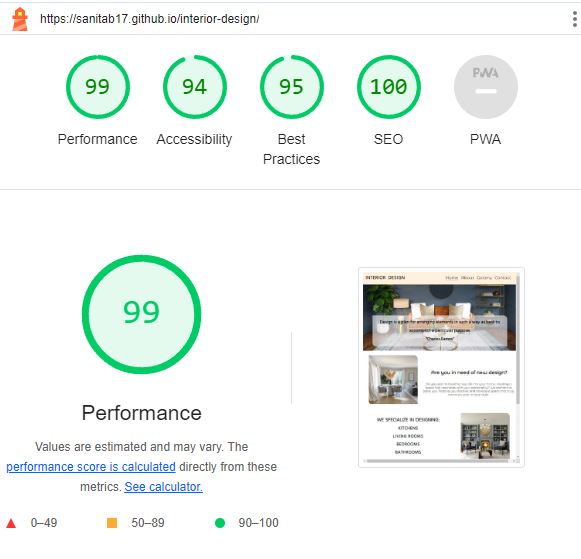 https://sanitab17.github.io/interior-design/
99
94
95
100
PWA
Performance
Accessibility
Best
Practices
SEO
PWA
99
Performance
Values are estimated and may vary. The
performance score is calculated directly from these
metrics. See calculator.
0–49
50–89
90–100
INTERIOR DESIGN
Home About Gallery Contact
Design is a plan for arranging elements in such a way as best to
accomplish a particular purpose.
"Charles Eames"
Are you in need of new design?
WE SPECIALIZE IN DESIGNING:
KITCHENS
LIVING ROOMS
BEDROOMS
BATHROOMS